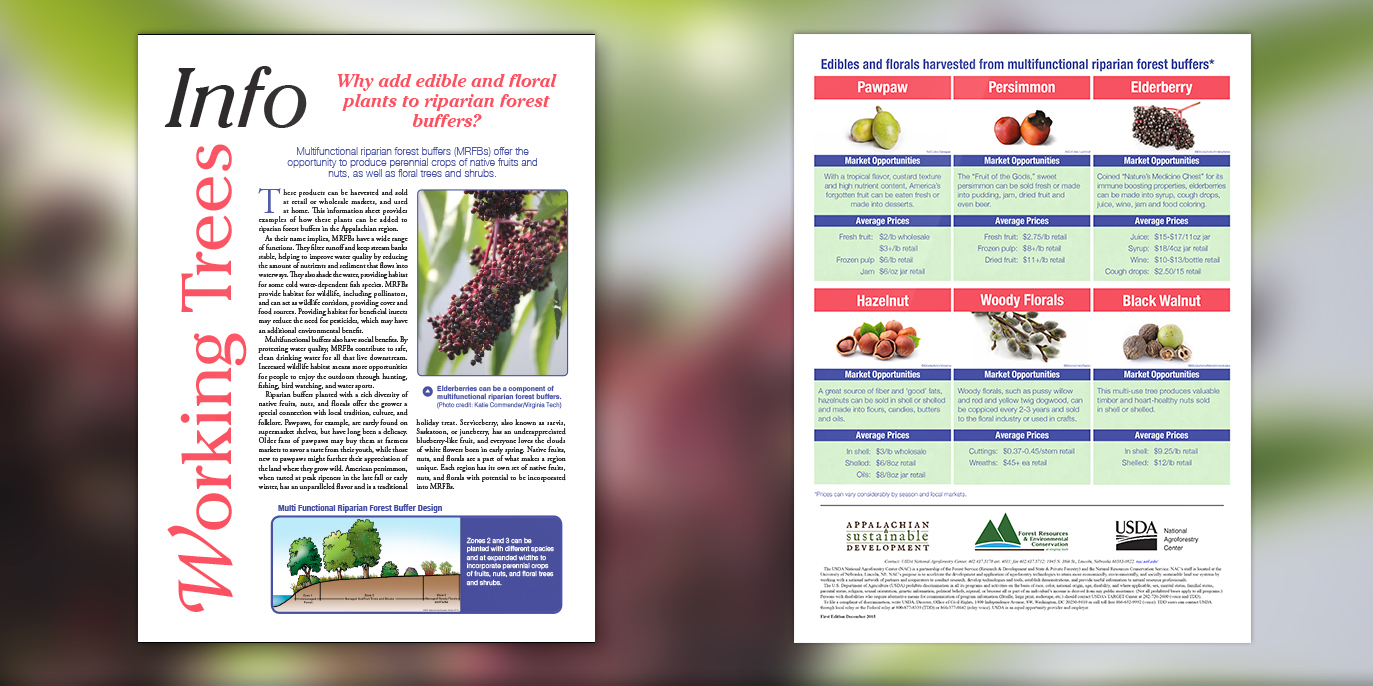 Info
Working Trees
Why add edible and floral
plants to riparian forest
buffers?
Multifunctional riparian forest buffers (MRFBs) offer the
opportunity to produce perennial crops of native fruits and
nuts, as well as floral trees and shrubs.
These products can be harvested and sold
at retail or wholesale markets, and used
at home. This information sheet provides
examples of how these plants can be added to
riparian forest buffers in the Appalachian region.
As their name implies, MRFBs have a wide range
of functions. They filter runoff and keep stream banks
stable, helping to improve water quality by reducing
the amount of nutrients and sediment that flows into
waterways. They also shade the water, providing habitat
for some cold water-dependent fish species. MRFBs
provide habitat for wildlife, including pollinators,
and can act as wildlife corridors, providing cover and
food sources. Providing habitat for beneficial insects
may reduce the need for pesticides, which may have
an additional environmental benefit.
Multifunctional buffers also have social benefits. By
protecting water quality, MRFBs contribute to safe,
clean drinking water for all that live downstream.
Increased wildlife habitat means more opportunities
for people to enjoy the outdoors through hunting,
fishing, bird watching, and water sports.
Riparian buffers planted with a rich diversity of
native fruits, nuts, and florals offer the grower a
special connection with local tradition, culture, and
folklore. Pawpaws, for example, are rarely found on
supermarket shelves, but have long been a delicacy.
Older fans of pawpaws may buy them at farmers
markets to savor a taste from their youth, while those
new to pawpaws might further their appreciation of
the land where they grow wild. American persimmon,
when tasted at peak ripeness in the late fall or early
winter, has an unparalleled flavor and is a traditional
Elderberries can be a component of
multifunctional riparian forest buffers.
(Photo credit: Katie Commender/Virginia Tech)
holiday treat. Serviceberry, also known as sarvis,
Saskatoon, or juneberry, has an underappreciated
blueberry-like fruit, and everyone loves the clouds
of white flowers born in early spring. Native fruits,
nuts, and florals are a part of what makes a region
unique. Each region has its own set of native fruits,
nuts, and florals with potential to be incorporated
into MRFBs.
Multi Functional Riparian Forest Buffer Design
Zones 2 and 3 can be
planted with different species
and at expanded widths to
incorporate perennial crops
of fruits, nuts, and floral trees
and shrubs.
Edibles and florals harvested from multifunctional riparian forest buffers*
Pawpaw
Market Opportunities
With a tropical flavor, custard texture
and high nutrient content, America's
forgotten fruit can be eaten fresh or
made into desserts.
Average Prices
Fresh fruit: $2/lb wholesale
$3+/lb retail
Frozen pulp $6/lb retail
Jam $6/oz jar retail
Persimmon
Market Opportunities
The "Fruit of the Gods," sweet
persimmon can be sold fresh or made
into pudding, jam, dried fruit and
even beer.
Average Prices
Fresh fruit: $2.75/lb retail
Frozen pulp: $8+/lb retail
Dried fruit: $11+/lb retail
Elderberry
Market Opportunities
Coined "Nature's Medicine Chest" for its
immune boosting properties, elderberries
can be made into syrup, cough drops,
juice, wine, jam and food coloring.
Average Prices
Juice: $15-$17/11oz jar
Syrup: $18/4oz jar retail
Wine: $10-$13/bottle retail
Cough drops: $2.50/15 retail
Hazelnut
Market Opportunities
A great source of fiber and 'good' fats,
hazelnuts can be sold in shell or shelled
and made into flours, candies, butters
and oils.
Average Prices
In shell: $3/lb wholesale
Shelled: $6/8oz retail
Oils: $8/8oz jar retail
Woody Florals
Market Opportunities
Woody florals, such as pussy willow
and red and yellow twig dogwood, can
be coppiced every 2-3 years and sold
to the floral industry or used in crafts.
Average Prices
Cuttings: $0.37-0.45/stem retail
Wreaths: $45+ ea retail
Black Walnut
Market Opportunities
This multi-use tree produces valuable
timber and heart-healthy nuts sold
in shell or shelled.
Average Prices
In shell: $9.25/lb retail
Shelled: $12/lb retail
*Prices can vary considerably by season and local markets.
APPALACHIAN
sustainable
DEVELOPMENT
Forest Resources
& Environmental
Conservation
USDA
National
Agroforestry
Center
First Edition December 2015